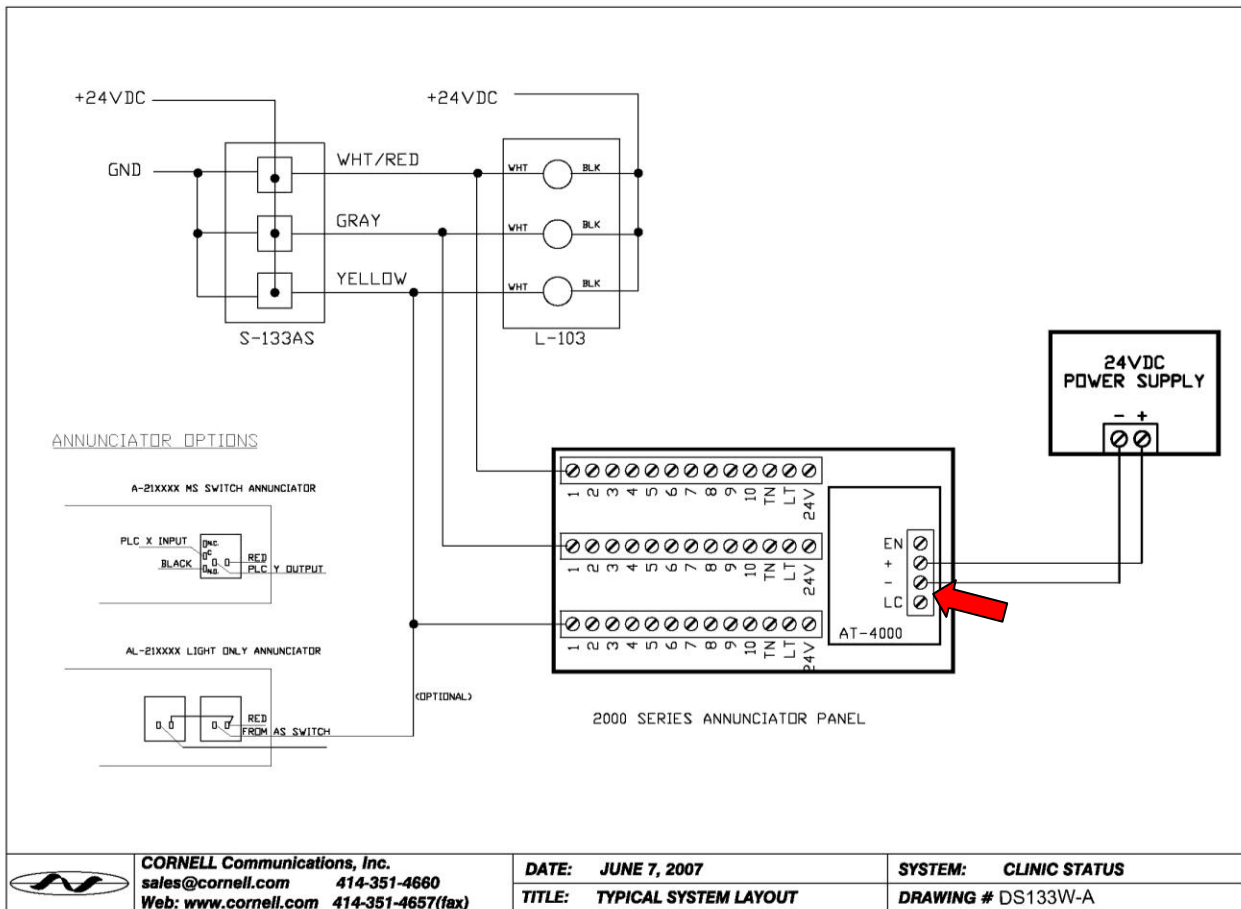 +24VDC
+24VDC
GND
WHT/RED
WHT
BLK
GRAY
WHT
BLK
YELLOW
WHT
BLK
S-133AS
L-103
24VDC
POWER SUPPLY
- +
ANNUNCIATOR OPTIONS
A-21XXXX MS SWITCH ANNUNCIATOR
PLC X INPUT
N.C.
C
RED
BLACK
N.O.
PLC Y OUTPUT
AL-21XXXX LIGHT ONLY ANNUNCIATOR
RED
FROM AS SWITCH
(OPTIONAL)
1 2 3 4 5 6 7 8 9 10 TN LT 24V
1 2 3 4 5 6 7 8 9 10 TN LT 24V
1 2 3 4 5 6 7 8 9 10 TN LT 24V
EN
+
-
LC
AT-4000
2000 SERIES ANNUNCIATOR PANEL
CORNELL Communications, Inc.
sales@cornell.com 414-351-4660
Web: www.cornell.com 414-351-4657(fax)
DATE: JUNE 7, 2007
TITLE: TYPICAL SYSTEM LAYOUT
SYSTEM: CLINIC STATUS
DRAWING # DS133W-A